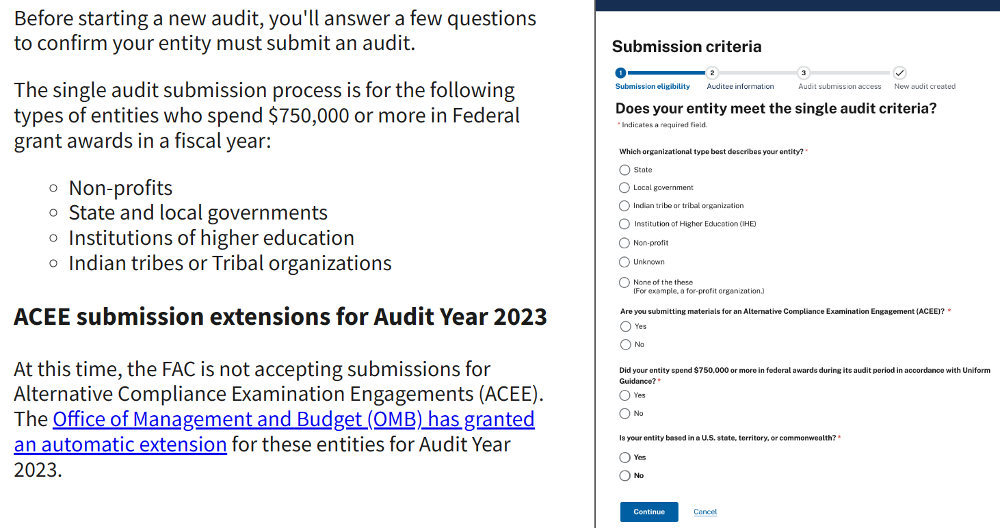 Before starting a new audit, you'll answer a few questions
to confirm your entity must submit an audit.
The single audit submission process is for the following
types of entities who spend $750,000 or more in Federal
grant awards in a fiscal year:
Non-profits
State and local governments
Institutions of higher education
Indian tribes or Tribal organizations
ACEE submission extensions for Audit Year 2023
At this time, the FAC is not accepting submissions for
Alternative Compliance Examination Engagements (ACEE).
The Office of Management and Budget (OMB) has granted
an automatic extension for these entities for Audit Year
2023.
Submission criteria
1 2 3
Submission eligibility Auditee information Audit submission access New audit created
Does your entity meet the single audit criteria?
* Indicates a required field.
Which organizational type best describes your entity? *
State
Local government
Indian tribe or tribal organization
Institution of Higher Education (IHE)
Non-profit
Unknown
None of the these
(For example, a for-profit organization.)
Are you submitting materials for an Alternative Compliance Examination Engagement (ACEE)? *
Yes
No
Did your entity spend $750,000 or more in federal awards during its audit period in accordance with Uniform
Guidance? *
Yes
No
Is your entity based in a U.S. state, territory, or commonwealth? *
Yes
No
Continue Cancel